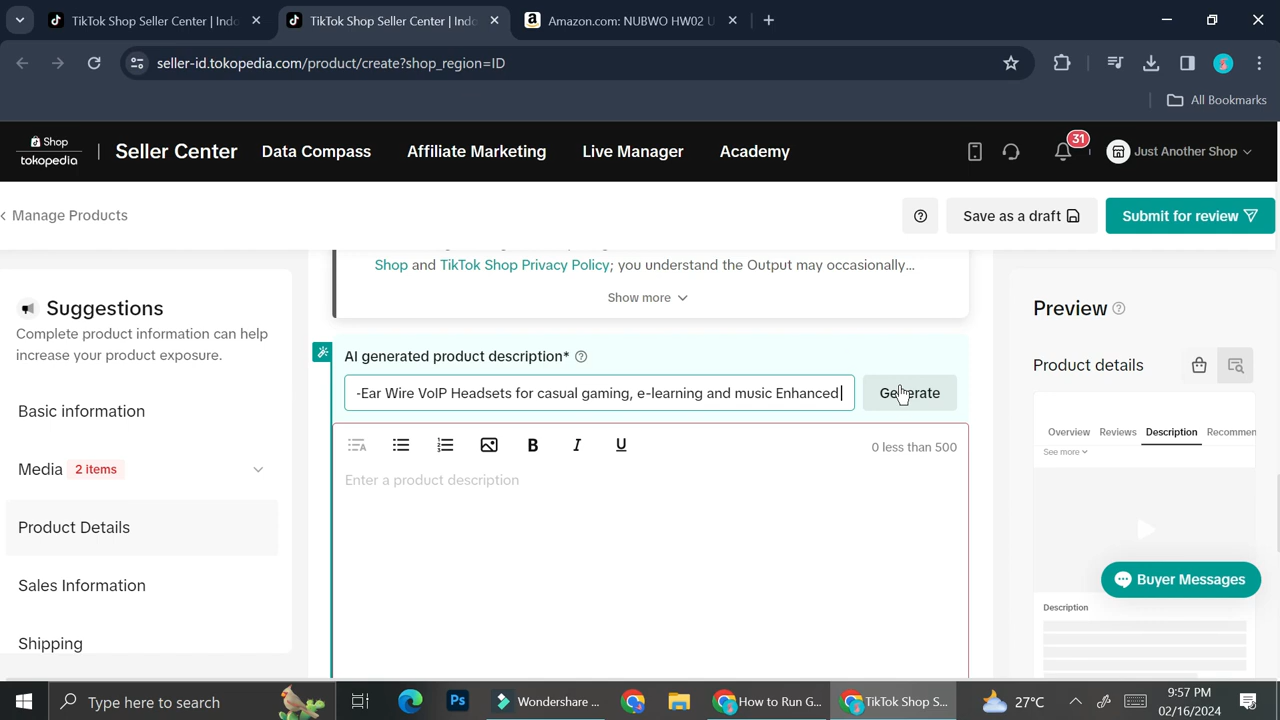 TikTok Shop Seller Center | Indo
TikTok Shop Seller Center | Indo
Amazon.com: NUBWO HW02 U
seller-id.tokopedia.com/product/create?shop_region=ID
All Bookmarks
Shop
tokopedia
Seller Center
Data Compass
Affiliate Marketing
Live Manager
Academy
31
Just Another Shop
Manage Products
Save as a draft
Submit for review
Shop and TikTok Shop Privacy Policy; you understand the Output may occasionally...
Show more
Suggestions
Complete product information can help
increase your product exposure.
Basic information
Media 2 items
Product Details
Sales Information
Shipping
AI generated product description*
-Ear Wire VoIP Headsets for casual gaming, e-learning and music Enhanced
Generate
0 less than 500
Enter a product description
Preview
Product details
Overview Reviews Description Recommen
See more
Buyer Messages
Description
Type here to search
Ps
Wondershare ...
How to Run G...
TikTok Shop S...
27°C
9:57 PM
02/16/2024